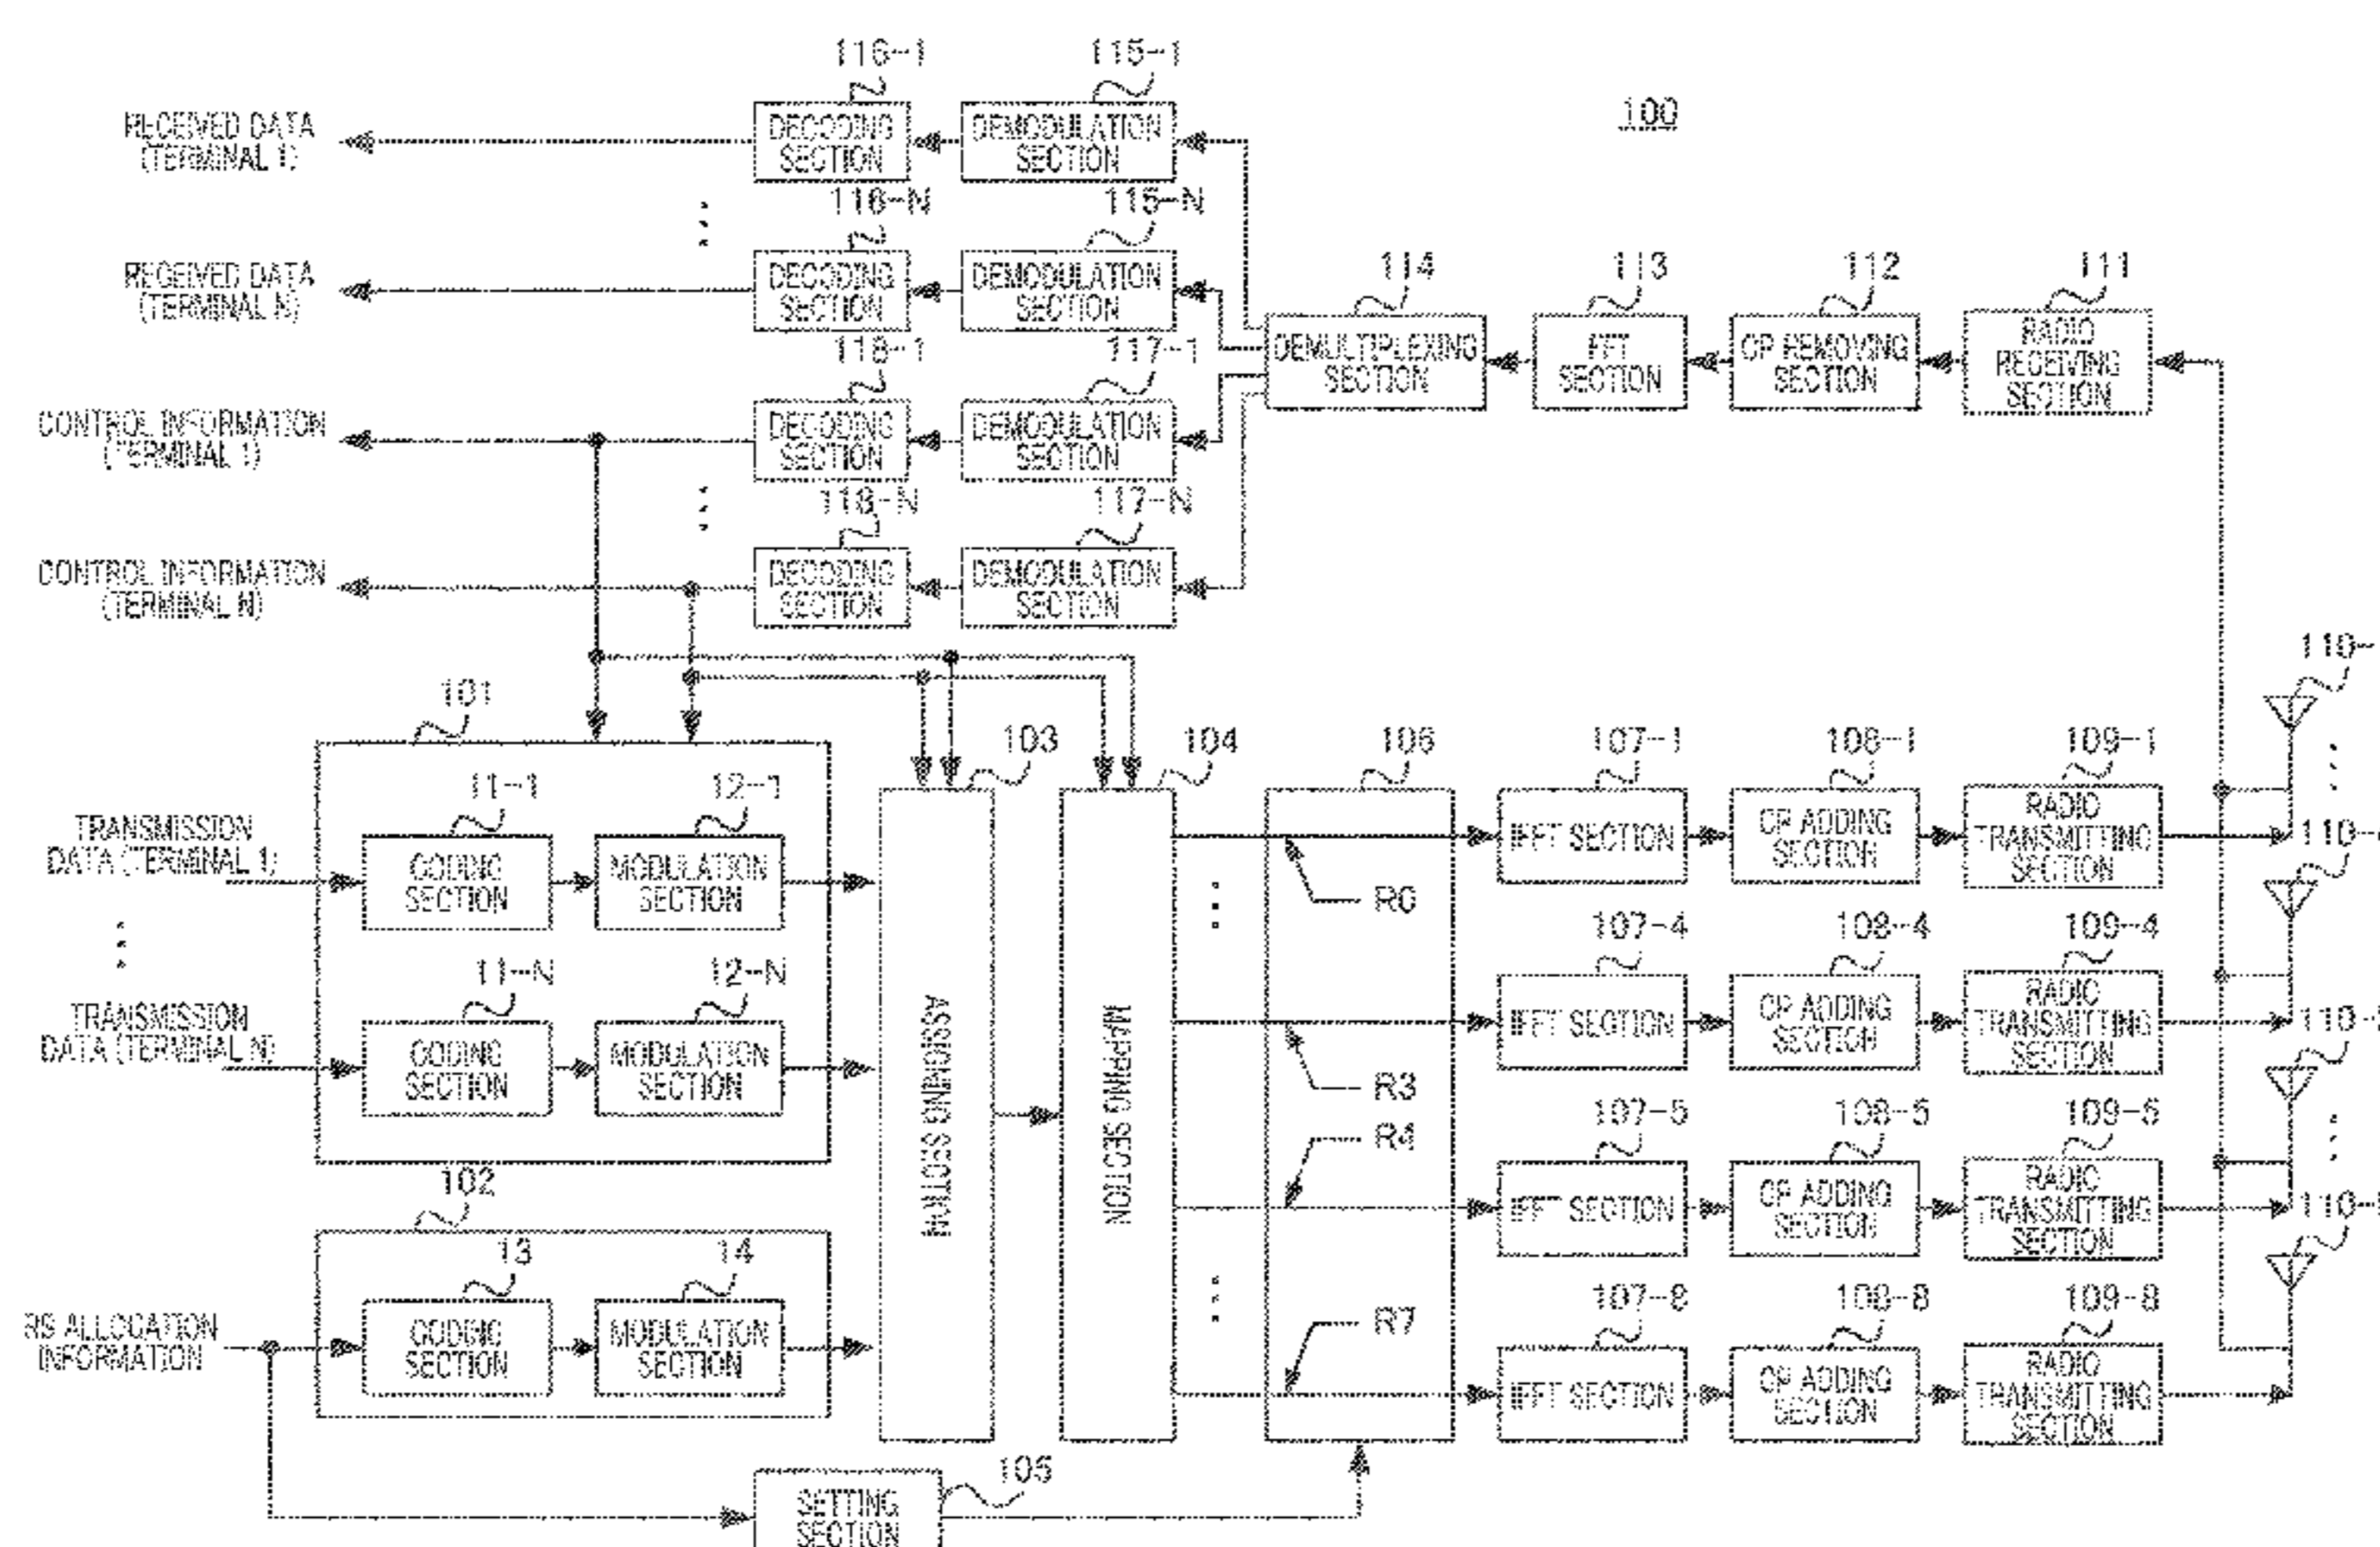 116-1
115-1
100
RECEIVED DATA
(TERMINAL 1)
DECODING
SECTION
DEMODULATION
SECTION
116-N
115-N
RECEIVED DATA
(TERMINAL N)
DECODING
SECTION
DEMODULATION
SECTION
114
113
112
111
DEMULTIPLEXING
SECTION
FFT
SECTION
CP REMOVING
SECTION
RADIO
RECEIVING
SECTION
118-1
117-1
CONTROL INFORMATION
(TERMINAL 1)
DECODING
SECTION
DEMODULATION
SECTION
118-N
117-N
CONTROL INFORMATION
(TERMINAL N)
DECODING
SECTION
DEMODULATION
SECTION
101
103
104
106
107-1
108-1
109-1
110-
11-1
12-1
TRANSMISSION
DATA (TERMINAL 1)
CODING
SECTION
MODULATION
SECTION
R0
IFFT SECTION
CP ADDING
SECTION
RADIO
TRANSMITTING
SECTION
110-
107-4
108-4
109-4
11-N
12-N
TRANSMISSION
DATA (TERMINAL N)
CODING
SECTION
MODULATION
SECTION
ASSIGNING SECTION
MAPPING SECTION
R3
IFFT SECTION
CP ADDING
SECTION
RADIO
TRANSMITTING
SECTION
110-
107-5
108-5
109-5
R4
IFFT SECTION
CP ADDING
SECTION
RADIO
TRANSMITTING
SECTION
110-
102
13
14
RS ALLOCATION
INFORMATION
CODING
SECTION
MODULATION
SECTION
107-8
108-8
109-8
R7
IFFT SECTION
CP ADDING
SECTION
RADIO
TRANSMITTING
SECTION
105
SETTING
SECTION